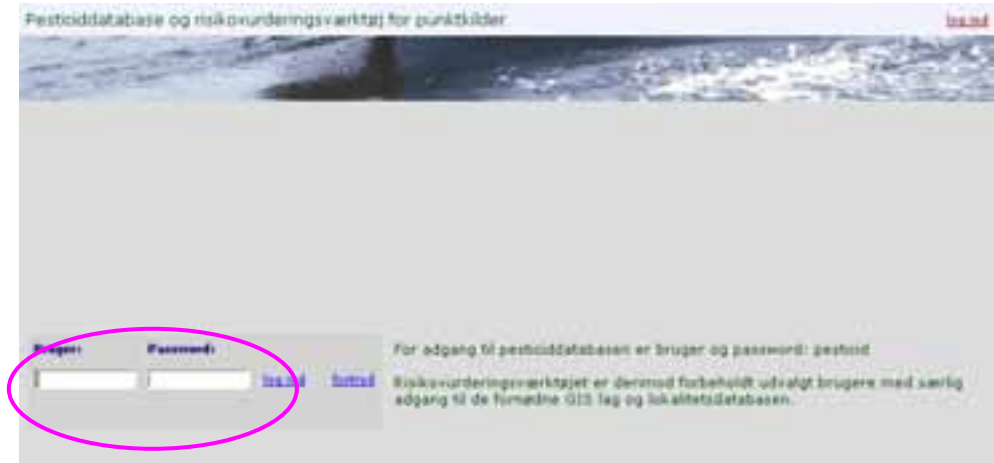 Pesticiddatabase og risikovurderingsværktøj for punktkilder
log ind
Bruger: Password:
log ind fortryd
For adgang til pesticiddatabasen er bruger og password: pesticid
Risikovurderingsværktøjet er derimod forbeholdt udvalgt brugere med særlig
adgang til de fornødne GIS lag og lokalitetsdatabasen.